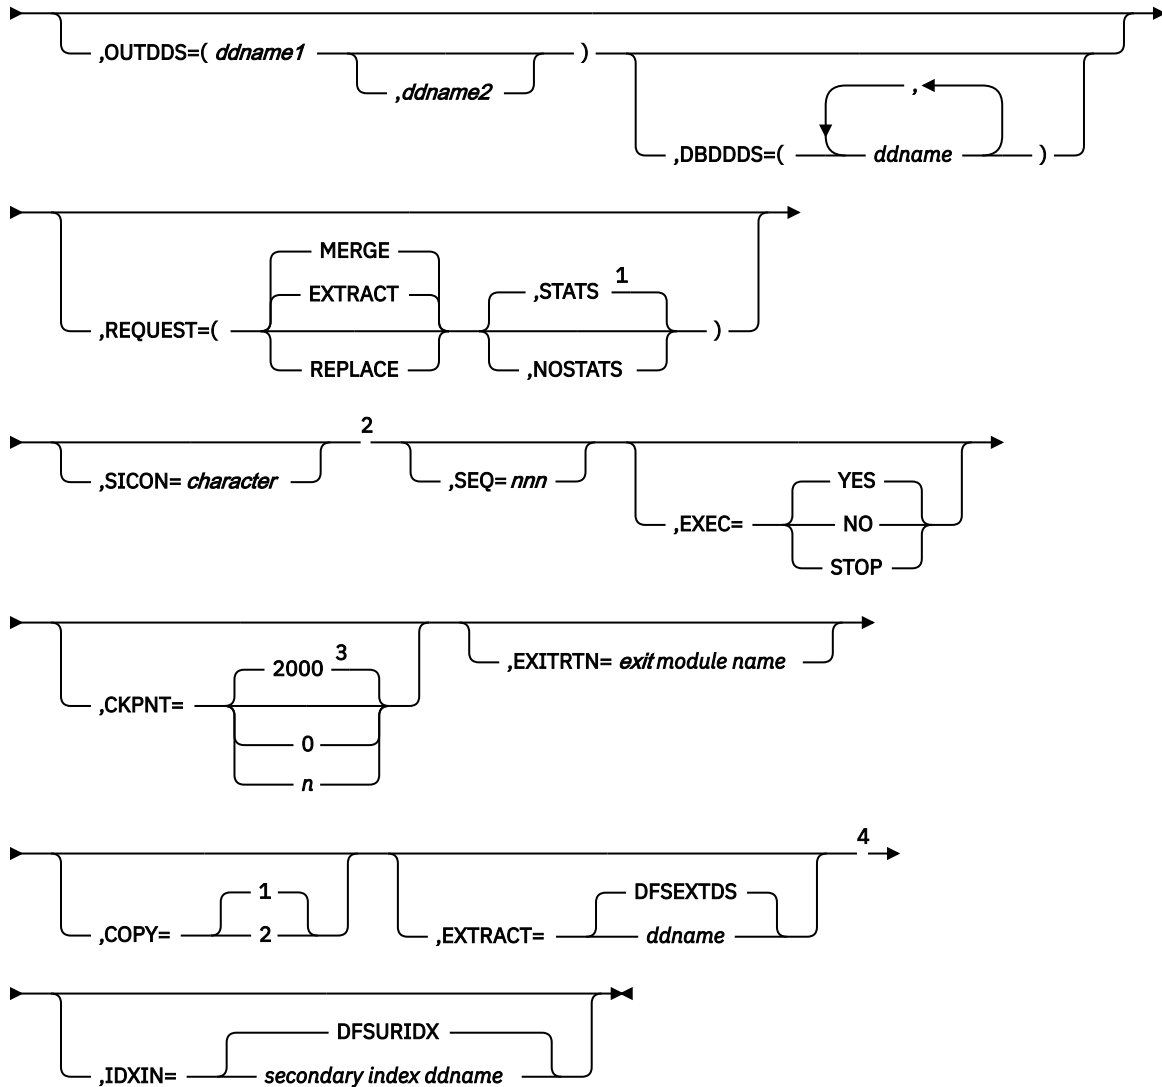 ,OUTDDS=( ddname1 )
,ddname2
,
,DBDDDS=( ddname )
MERGE
,STATS 1
EXTRACT
,REQUEST=( )
REPLACE ,NOSTATS
2
,SICON= character ,SEQ= nnn YES
,EXEC= NO
STOP
2000 3 ,EXITRTN= exit module name
,CKPNT=
0
n
4
1 DFSEXTDS
,COPY= 2 ,EXTRACT= ddname
DFSURIDX
,IDXIN= secondary index ddname